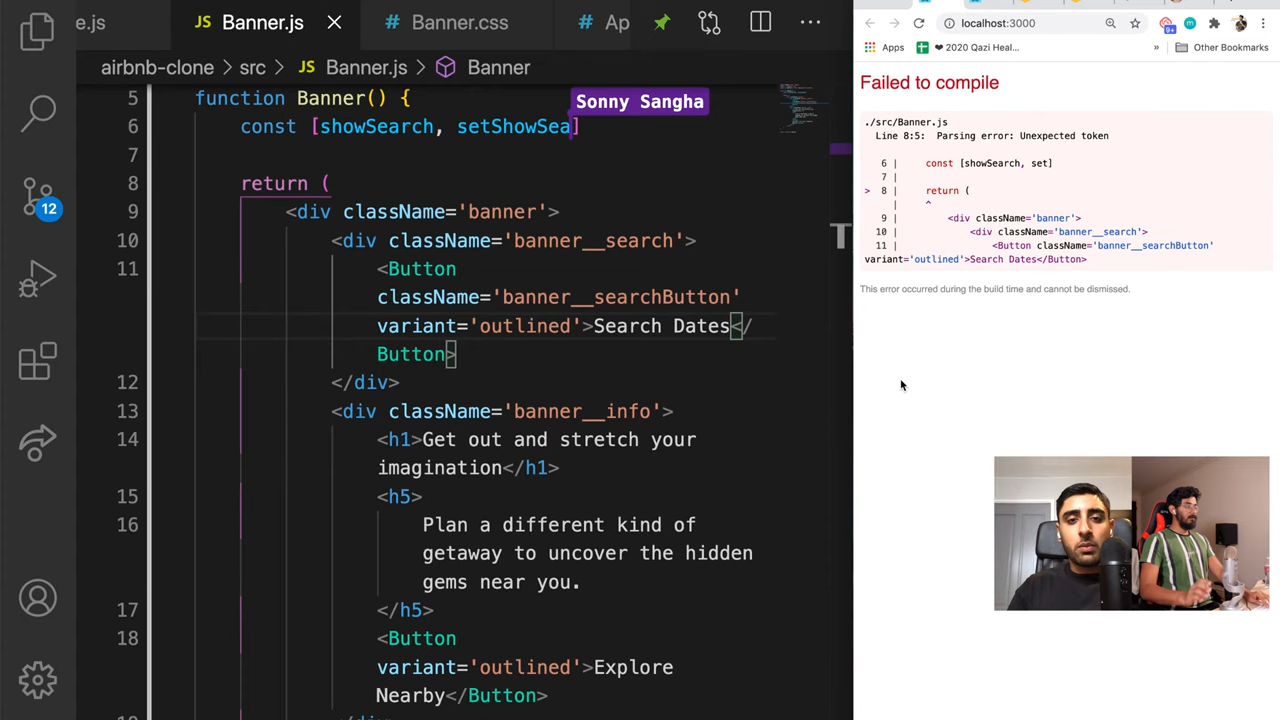 e.js
JS Banner.js
# Banner.css
# Ap
airbnb-clone > src > JS Banner.js > Banner
Sonny Sangha
5 function Banner() {
6 const [showSearch, setShowSea]
7
8 return (
9 <div className='banner'>
10 <div className='banner__search'>
11 <Button
className='banner__searchButton'
variant='outlined'>Search Dates</
Button>
12 </div>
13 <div className='banner__info'>
14 <h1>Get out and stretch your
imagination</h1>
15 <h5>
16 Plan a different kind of
getaway to uncover the hidden
gems near you.
17 </h5>
18 <Button
variant='outlined'>Explore
Nearby</Button>
12
localhost:3000
9+
m
Apps
❤ 2020 Qazi Heal...
»
Other Bookmarks
Failed to compile
./src/Banner.js
Line 8:5: Parsing error: Unexpected token
6 | const [showSearch, set]
7 |
> 8 | return (
| ^
9 | <div className='banner'>
10 | <div className='banner__search'>
11 | <Button className='banner__searchButton'
variant='outlined'>Search Dates</Button>
This error occurred during the build time and cannot be dismissed.